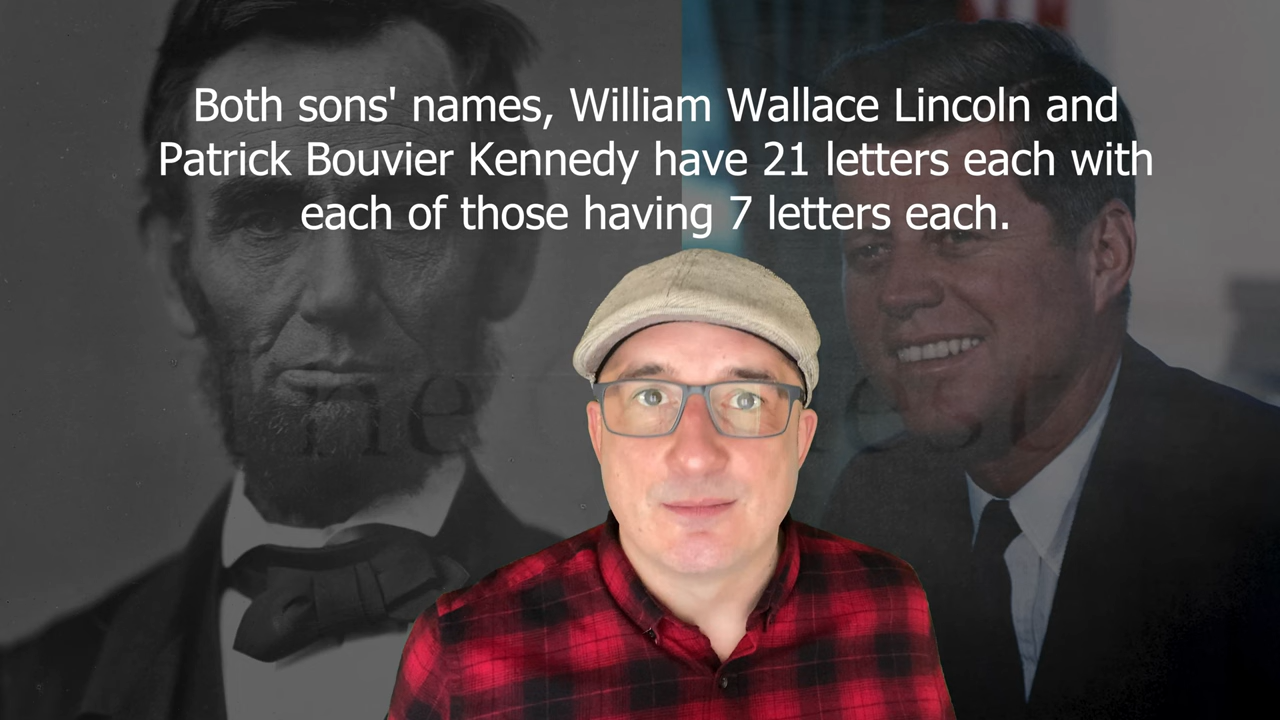 Both sons' names, William Wallace Lincoln and
Patrick Bouvier Kennedy have 21 letters each with
each of those having 7 letters each.